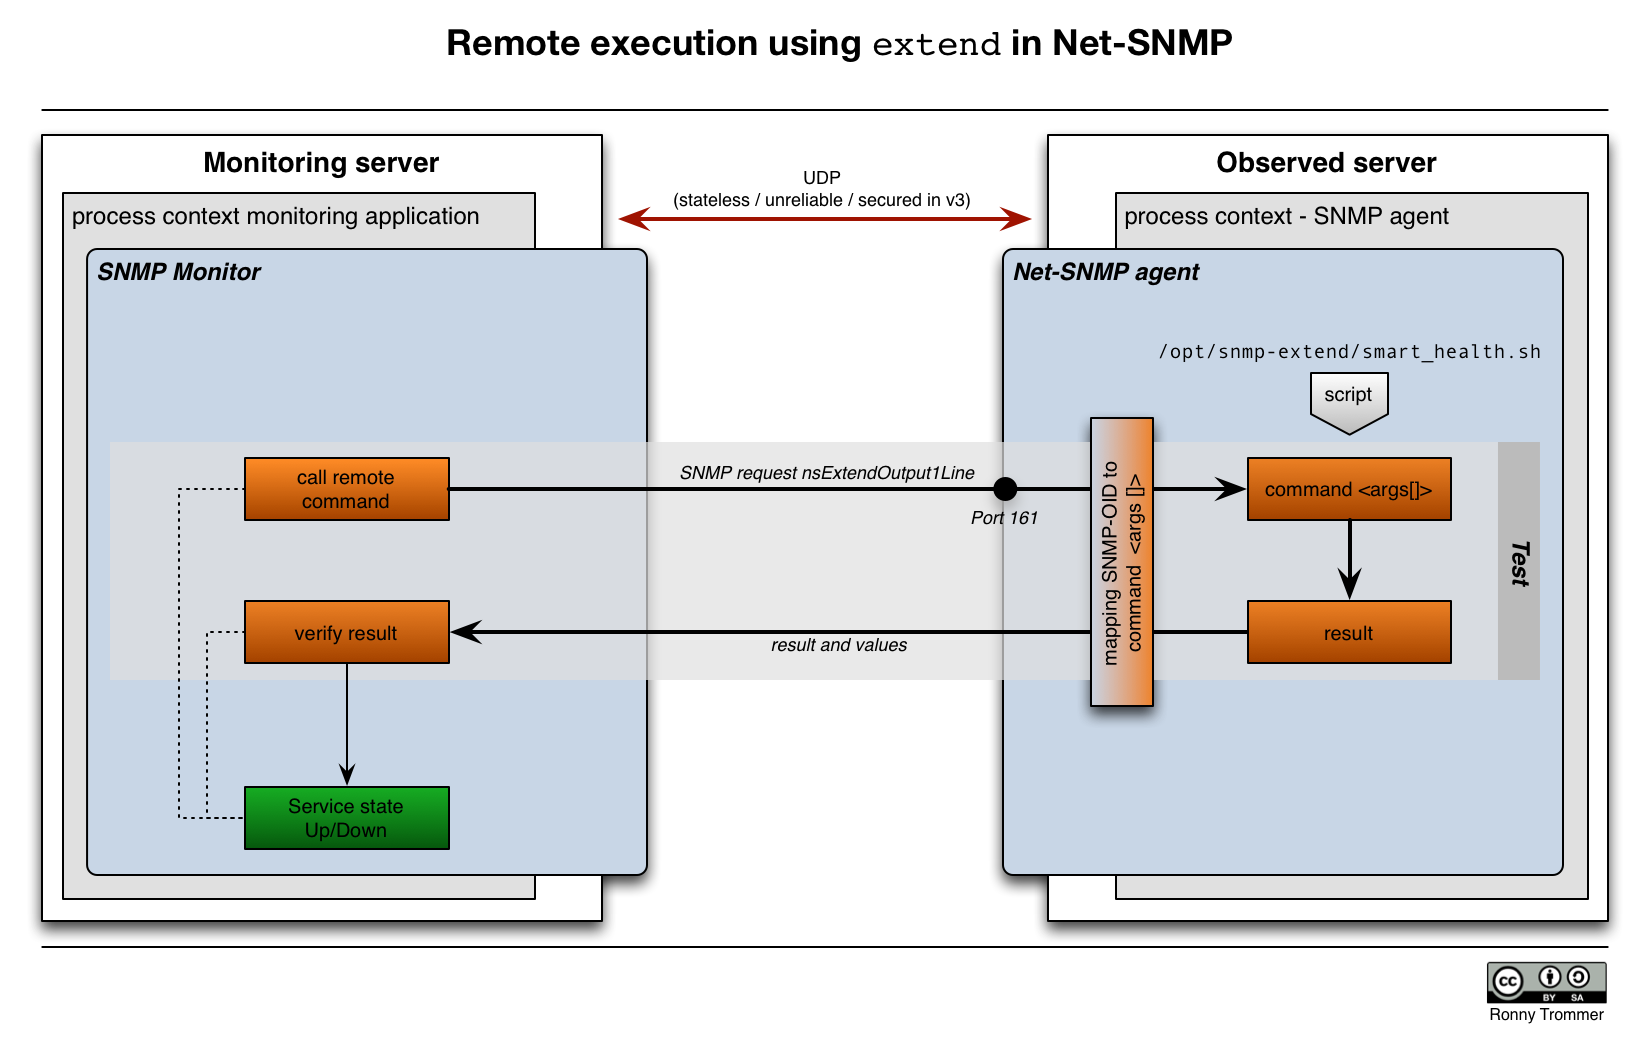 Remote execution using extend in Net-SNMP
Monitoring server
process context monitoring application
SNMP Monitor
UDP
(stateless / unreliable / secured in v3)
Observed server
process context - SNMP agent
Net-SNMP agent
/opt/snmp-extend/smart_health.sh
script
call remote
command
SNMP request nsExtendOutput1Line
Port 161
mapping SNMP-OID to
command <args []>
command <args[]>
Test
verify result
result and values
result
Service state
Up/Down
cc
BY SA
Ronny Trommer